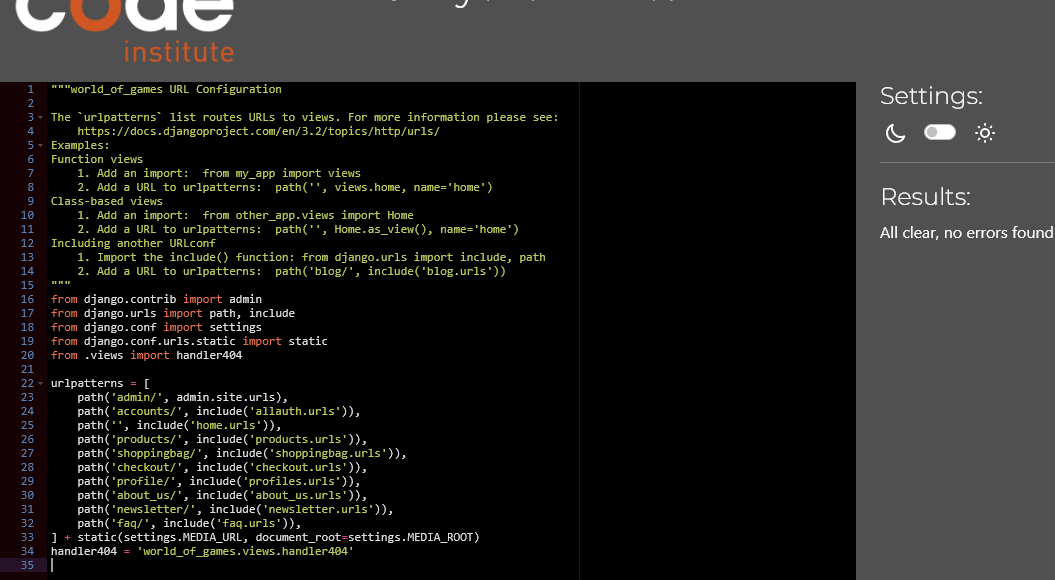 code
institute
1 """world_of_games URL Configuration
2
3 The `urlpatterns` list routes URLs to views. For more information please see:
4     https://docs.djangoproject.com/en/3.2/topics/http/urls/
5 Examples:
6 Function views
7     1. Add an import:  from my_app import views
8     2. Add a URL to urlpatterns:  path('', views.home, name='home')
9 Class-based views
10     1. Add an import:  from other_app.views import Home
11     2. Add a URL to urlpatterns:  path('', Home.as_view(), name='home')
12 Including another URLconf
13     1. Import the include() function: from django.urls import include, path
14     2. Add a URL to urlpatterns:  path('blog/', include('blog.urls'))
15 """
16 from django.contrib import admin
17 from django.urls import path, include
18 from django.conf import settings
19 from django.conf.urls.static import static
20 from .views import handler404
21
22 urlpatterns = [
23     path('admin/', admin.site.urls),
24     path('accounts/', include('allauth.urls')),
25     path('', include('home.urls')),
26     path('products/', include('products.urls')),
27     path('shoppingbag/', include('shoppingbag.urls')),
28     path('checkout/', include('checkout.urls')),
29     path('profile/', include('profiles.urls')),
30     path('about_us/', include('about_us.urls')),
31     path('newsletter/', include('newsletter.urls')),
32     path('faq/', include('faq.urls')),
33 ] + static(settings.MEDIA_URL, document_root=settings.MEDIA_ROOT)
34 handler404 = 'world_of_games.views.handler404'
35
Settings:
Results:
All clear, no errors found